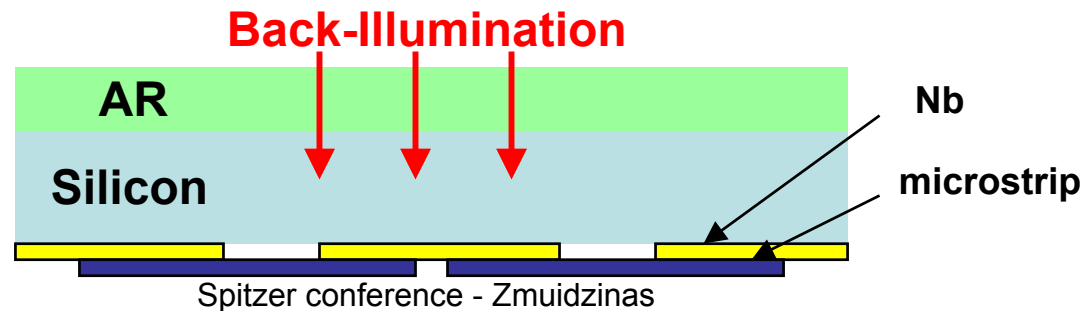 Back-Illumination
AR
Nb
Silicon
microstrip
Spitzer conference - Zmuidzinas